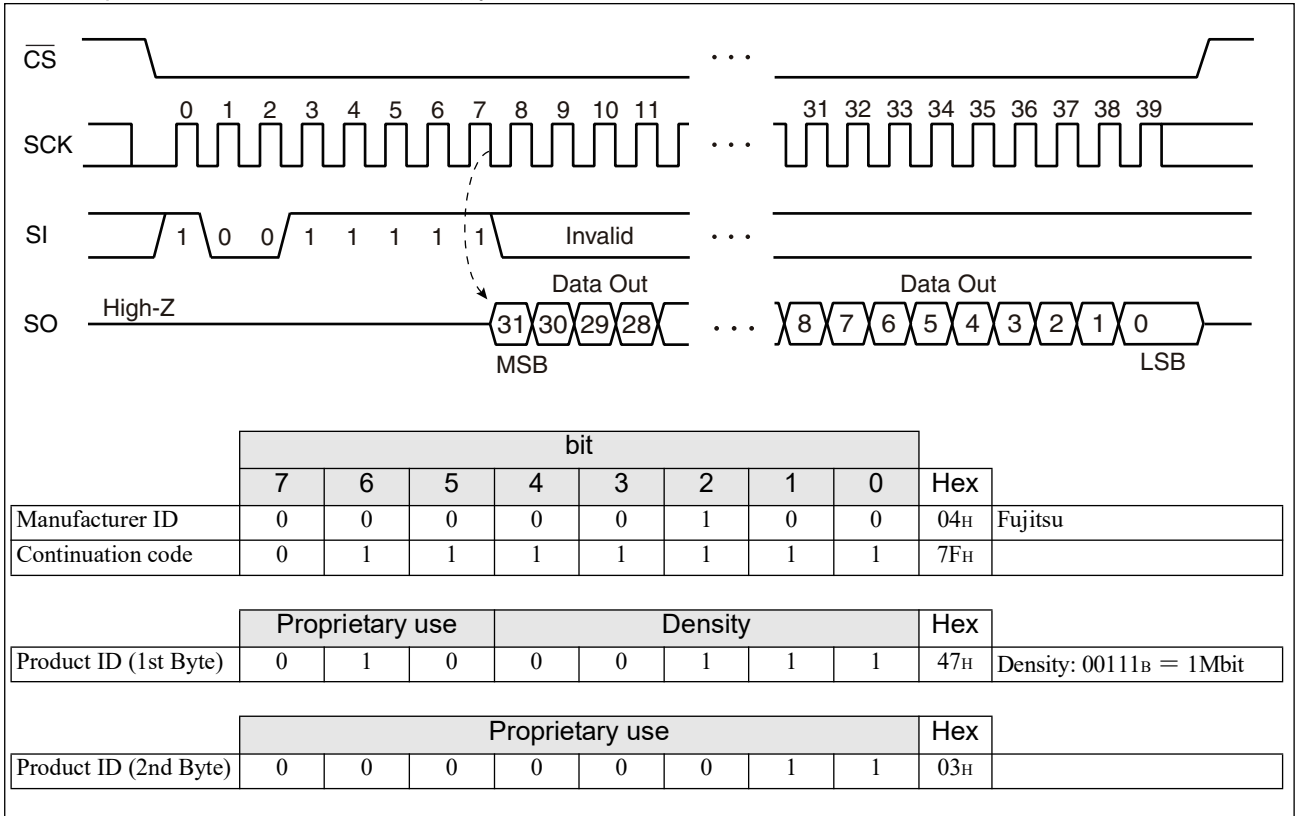 CS
· · ·
0 1 2 3 4 5 6 7 8 9 10 11 31 32 33 34 35 36 37 38 39
SCK · · ·
SI 1 0 0 1 1 1 1 1 Invalid · · ·
Data Out Data Out
High-Z
SO 31 30 29 28 · · · 8 7 6 5 4 3 2 1 0
MSB LSB
bit
7 6 5 4 3 2 1 0 Hex
Manufacturer ID 0 0 0 0 0 1 0 0 04H Fujitsu
Continuation code 0 1 1 1 1 1 1 1 7FH
Proprietary use Density Hex
Product ID (1st Byte) 0 1 0 0 0 1 1 1 47H Density: 00111B = 1Mbit
Proprietary use Hex
Product ID (2nd Byte) 0 0 0 0 0 0 1 1 03H